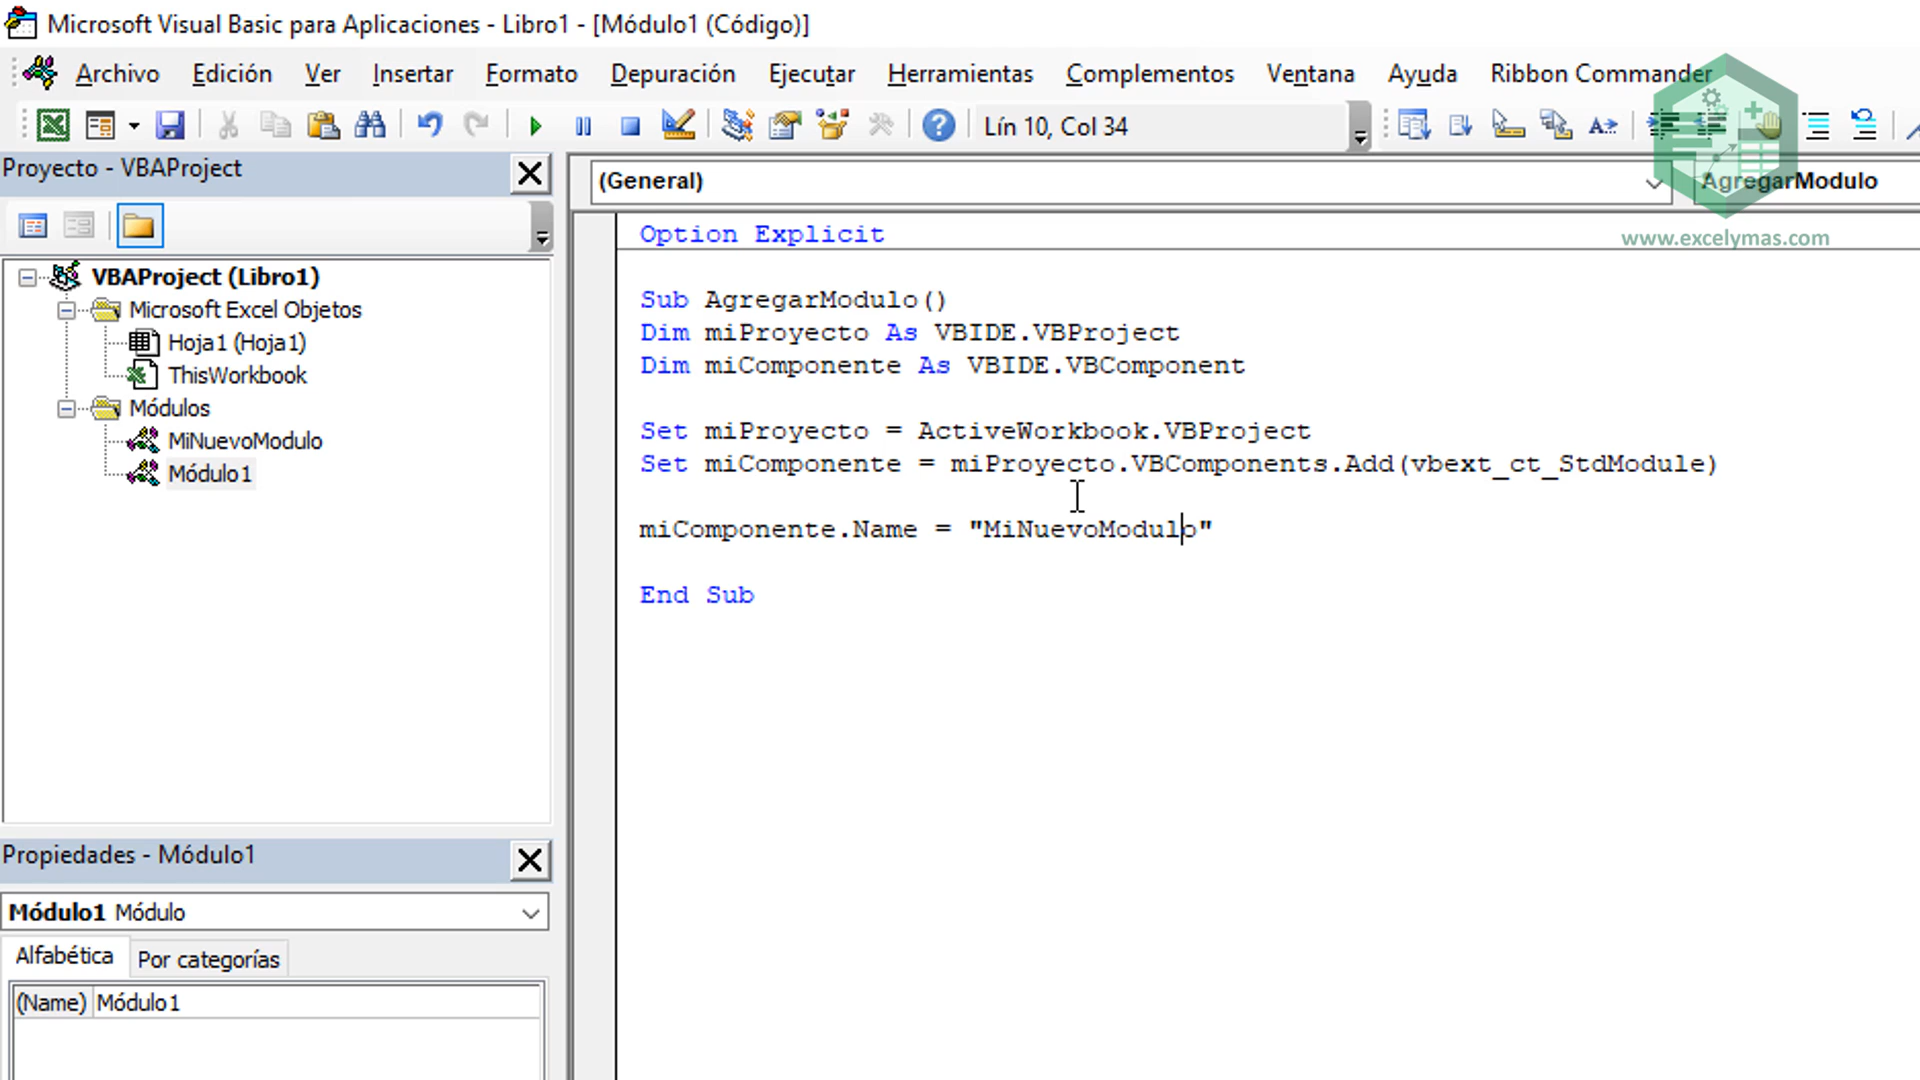 Microsoft Visual Basic para Aplicaciones - Libro1 - [Módulo1 (Código)]
Archivo Edición Ver Insertar Formato Depuración Ejecutar Herramientas Complementos Ventana Ayuda Ribbon Commander
Lín 10, Col 34
Proyecto - VBAProject
(General)
AgregarModulo
www.excelymas.com
VBAProject (Libro1)
Microsoft Excel Objetos
Hoja1 (Hoja1)
ThisWorkbook
Módulos
MiNuevoModulo
Módulo1
Option Explicit
Sub AgregarModulo()
Dim miProyecto As VBIDE.VBProject
Dim miComponente As VBIDE.VBComponent
Set miProyecto = ActiveWorkbook.VBProject
Set miComponente = miProyecto.VBComponents.Add(vbext_ct_StdModule)
miComponente.Name = "MiNuevoModulo"
End Sub
Propiedades - Módulo1
Módulo1 Módulo
Alfabética Por categorías
(Name) Módulo1